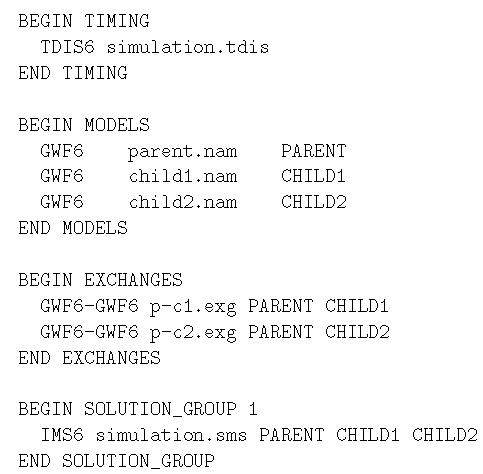 BEGIN TIMING
  TDIS6 simulation.tdis
END TIMING

BEGIN MODELS
  GWF6    parent.nam    PARENT
  GWF6    child1.nam    CHILD1
  GWF6    child2.nam    CHILD2
END MODELS

BEGIN EXCHANGES
  GWF6-GWF6 p-c1.exg PARENT CHILD1
  GWF6-GWF6 p-c2.exg PARENT CHILD2
END EXCHANGES

BEGIN SOLUTION_GROUP 1
  IMS6 simulation.sms PARENT CHILD1 CHILD2
END SOLUTION_GROUP